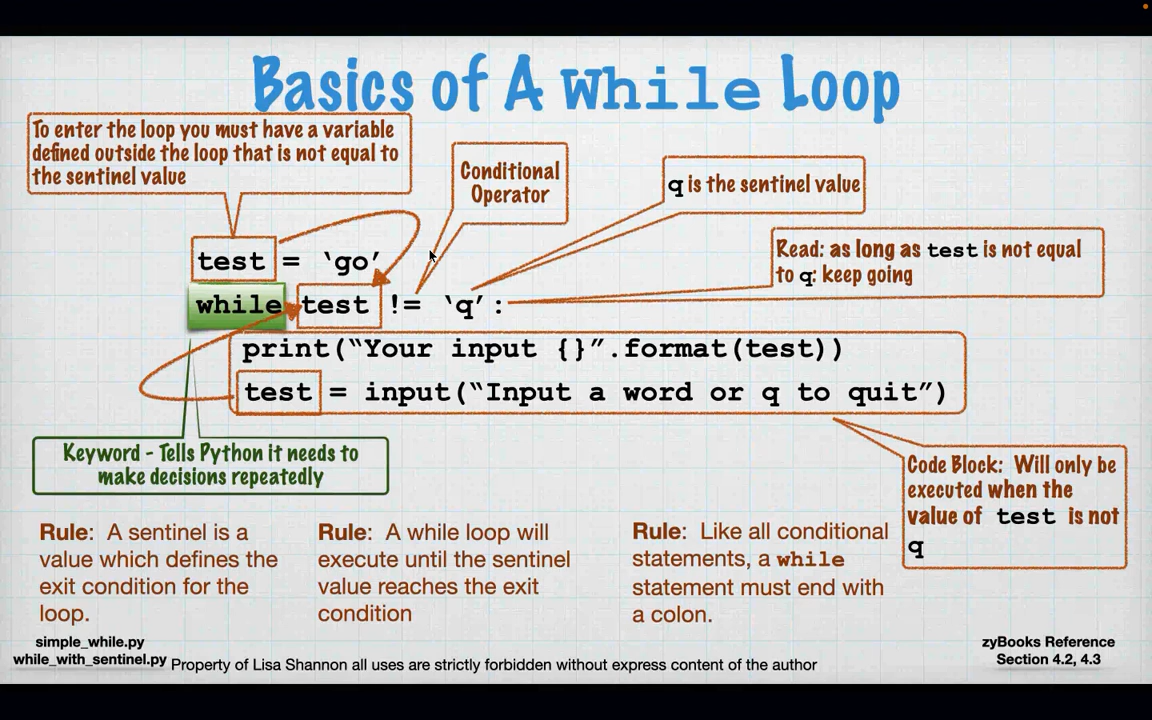 Basics of A While Loop
To enter the loop you must have a variable
defined outside the loop that is not equal to
the sentinel value
Conditional
Operator
q is the sentinel value
Read: as long as test is not equal
to q: keep going
test = ‘go’
while test != ‘q’:
print(“Your input {}”.format(test))
test = input(“Input a word or q to quit”)
Keyword - Tells Python it needs to
make decisions repeatedly
Code Block: Will only be
executed when the
value of test is not
q
Rule: A sentinel is a
value which defines the
exit condition for the
loop.
Rule: A while loop will
execute until the sentinel
value reaches the exit
condition
Rule: Like all conditional
statements, a while
statement must end with
a colon.
simple_while.py
while_with_sentinel.py
Property of Lisa Shannon all uses are strictly forbidden without express content of the author
zyBooks Reference
Section 4.2, 4.3